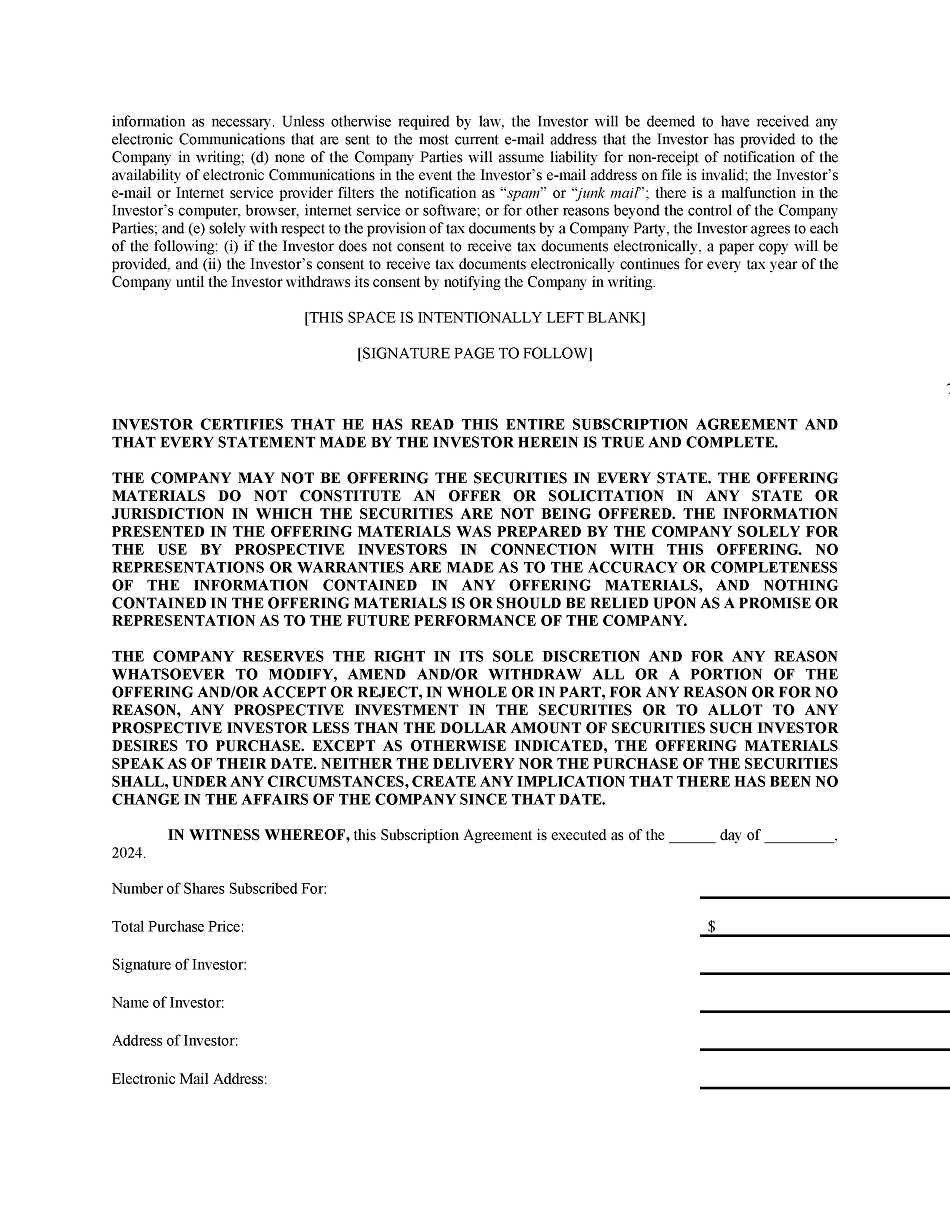 information as necessary. Unless otherwise required by law, the Investor will be deemed to have received any
electronic Communications that are sent to the most current e-mail address that the Investor has provided to the
Company in writing; (d) none of the Company Parties will assume liability for non-receipt of notification of the
availability of electronic Communications in the event the Investor’s e-mail address on file is invalid; the Investor’s
e-mail or Internet service provider filters the notification as “spam” or “junk mail”; there is a malfunction in the
Investor’s computer, browser, internet service or software; or for other reasons beyond the control of the Company
Parties; and (e) solely with respect to the provision of tax documents by a Company Party, the Investor agrees to each
of the following: (i) if the Investor does not consent to receive tax documents electronically, a paper copy will be
provided, and (ii) the Investor’s consent to receive tax documents electronically continues for every tax year of the
Company until the Investor withdraws its consent by notifying the Company in writing.
[THIS SPACE IS INTENTIONALLY LEFT BLANK]
[SIGNATURE PAGE TO FOLLOW]
INVESTOR CERTIFIES THAT HE HAS READ THIS ENTIRE SUBSCRIPTION AGREEMENT AND
THAT EVERY STATEMENT MADE BY THE INVESTOR HEREIN IS TRUE AND COMPLETE.
THE COMPANY MAY NOT BE OFFERING THE SECURITIES IN EVERY STATE. THE OFFERING
MATERIALS DO NOT CONSTITUTE AN OFFER OR SOLICITATION IN ANY STATE OR
JURISDICTION IN WHICH THE SECURITIES ARE NOT BEING OFFERED. THE INFORMATION
PRESENTED IN THE OFFERING MATERIALS WAS PREPARED BY THE COMPANY SOLELY FOR
THE USE BY PROSPECTIVE INVESTORS IN CONNECTION WITH THIS OFFERING. NO
REPRESENTATIONS OR WARRANTIES ARE MADE AS TO THE ACCURACY OR COMPLETENESS
OF THE INFORMATION CONTAINED IN ANY OFFERING MATERIALS, AND NOTHING
CONTAINED IN THE OFFERING MATERIALS IS OR SHOULD BE RELIED UPON AS A PROMISE OR
REPRESENTATION AS TO THE FUTURE PERFORMANCE OF THE COMPANY.
THE COMPANY RESERVES THE RIGHT IN ITS SOLE DISCRETION AND FOR ANY REASON
WHATSOEVER TO MODIFY, AMEND AND/OR WITHDRAW ALL OR A PORTION OF THE
OFFERING AND/OR ACCEPT OR REJECT, IN WHOLE OR IN PART, FOR ANY REASON OR FOR NO
REASON, ANY PROSPECTIVE INVESTMENT IN THE SECURITIES OR TO ALLOT TO ANY
PROSPECTIVE INVESTOR LESS THAN THE DOLLAR AMOUNT OF SECURITIES SUCH INVESTOR
DESIRES TO PURCHASE. EXCEPT AS OTHERWISE INDICATED, THE OFFERING MATERIALS
SPEAK AS OF THEIR DATE. NEITHER THE DELIVERY NOR THE PURCHASE OF THE SECURITIES
SHALL, UNDER ANY CIRCUMSTANCES, CREATE ANY IMPLICATION THAT THERE HAS BEEN NO
CHANGE IN THE AFFAIRS OF THE COMPANY SINCE THAT DATE.
IN WITNESS WHEREOF, this Subscription Agreement is executed as of the ______ day of _________,
2024.
Number of Shares Subscribed For:
Total Purchase Price: $
Signature of Investor:
Name of Investor:
Address of Investor:
Electronic Mail Address: